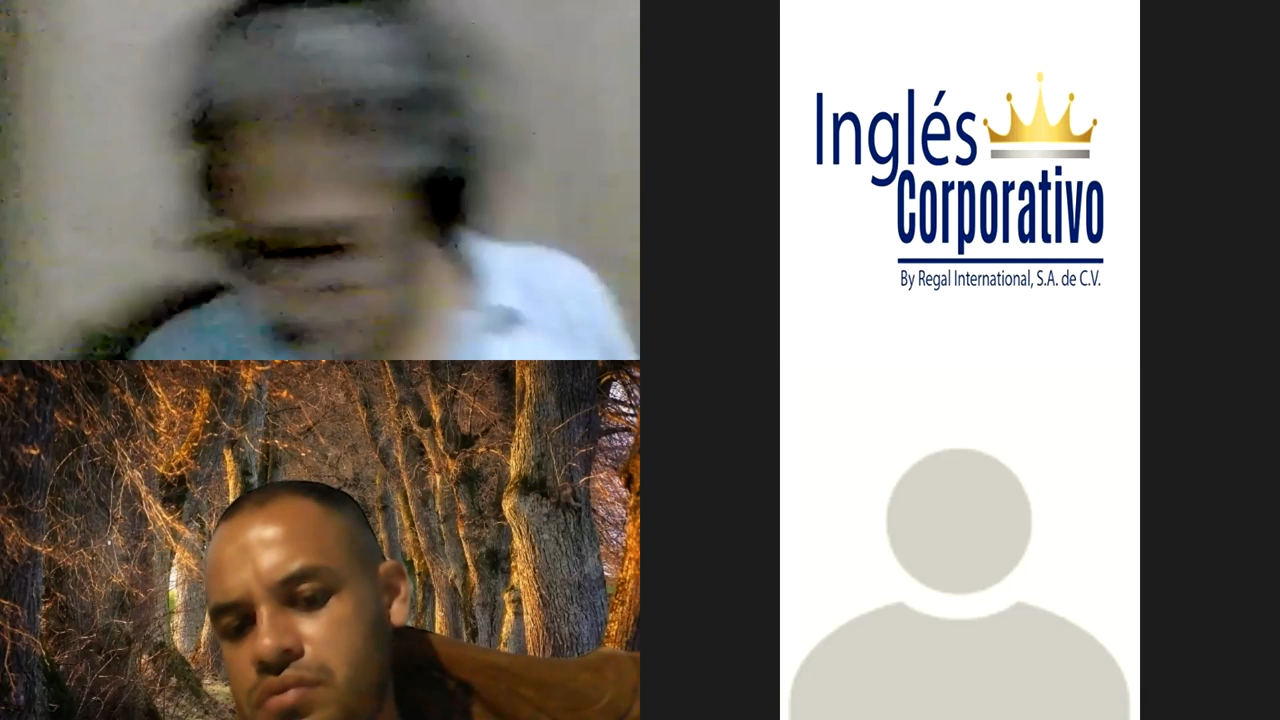 Inglés
Corporativo
By Regal International, S.A. de C.V.